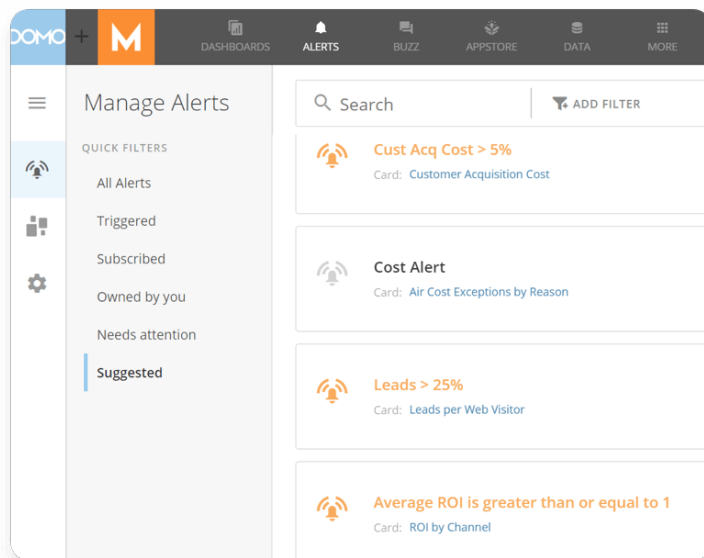 DOMO + M
DASHBOARDS ALERTS BUZZ APPSTORE DATA MORE
Manage Alerts
QUICK FILTERS
All Alerts
Triggered
Subscribed
Owned by you
Needs attention
Suggested
Search ADD FILTER
Cust Acq Cost > 5%
Card: Customer Acquisition Cost
Cost Alert
Card: Air Cost Exceptions by Reason
Leads > 25%
Card: Leads per Web Visitor
Average ROI is greater than or equal to 1
Card: ROI by Channel